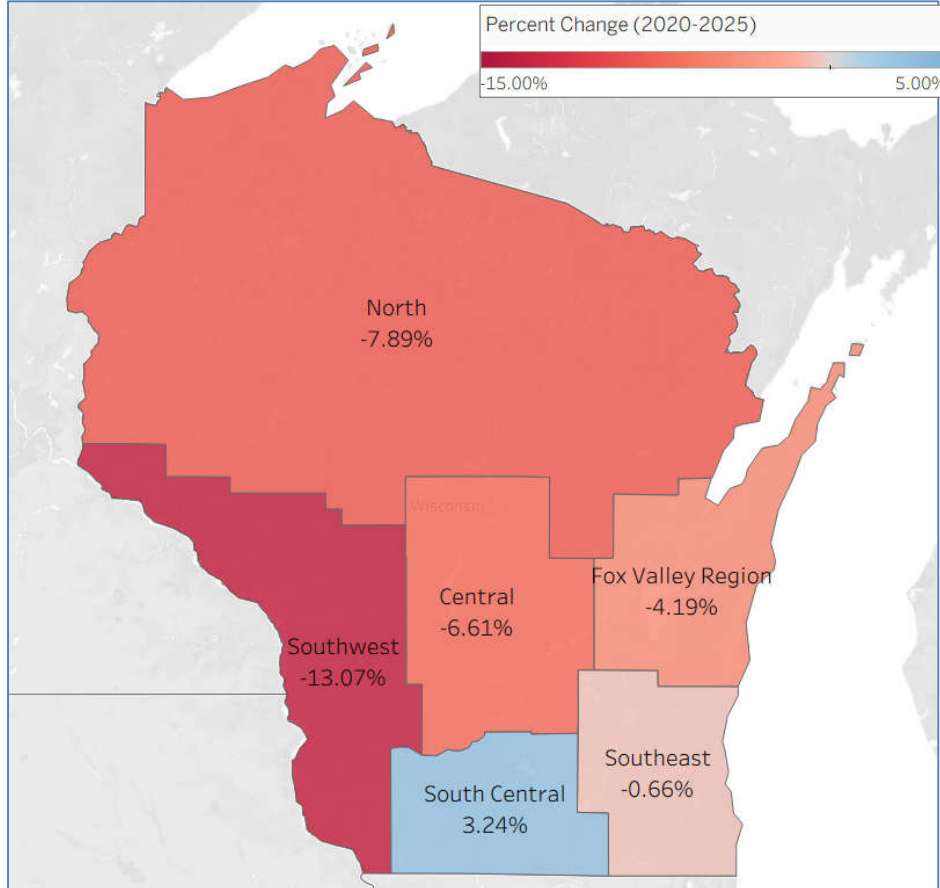 Percent Change (2020-2025)
-15.00% 5.00%
North
-7.89%
Wisconsin
Fox Valley Region
-4.19%
Central
-6.61%
Southwest
-13.07%
Southeast
-0.66%
South Central
3.24%